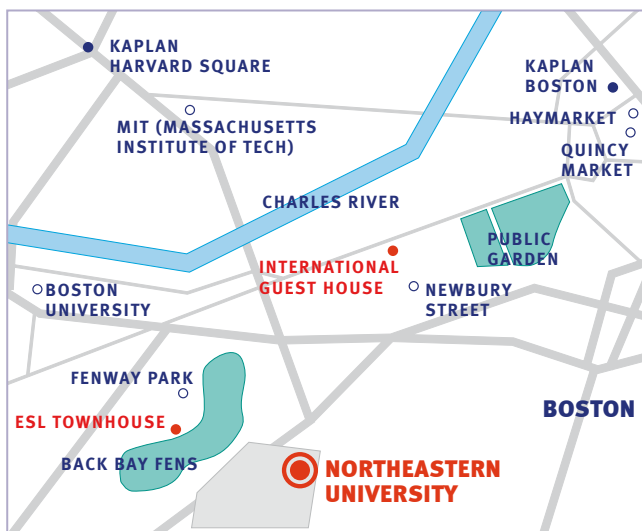 KAPLAN
HARVARD SQUARE
KAPLAN
BOSTON
HAYMARKET
MIT (MASSACHUSETTS
INSTITUTE OF TECH)
QUINCY
MARKET
CHARLES RIVER
PUBLIC
GARDEN
INTERNATIONAL
GUEST HOUSE
BOSTON
UNIVERSITY
NEWBURY
STREET
FENWAY PARK
ESL TOWNHOUSE
BOSTON
BACK BAY FENS
NORTHEASTERN
UNIVERSITY